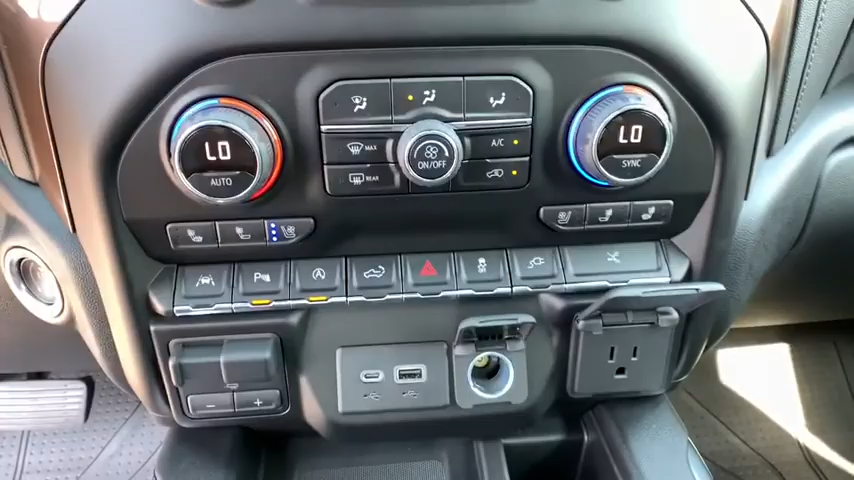 LO
AUTO
MAX
REAR
ON/OFF
A/C
LO
SYNC
P
A
− +